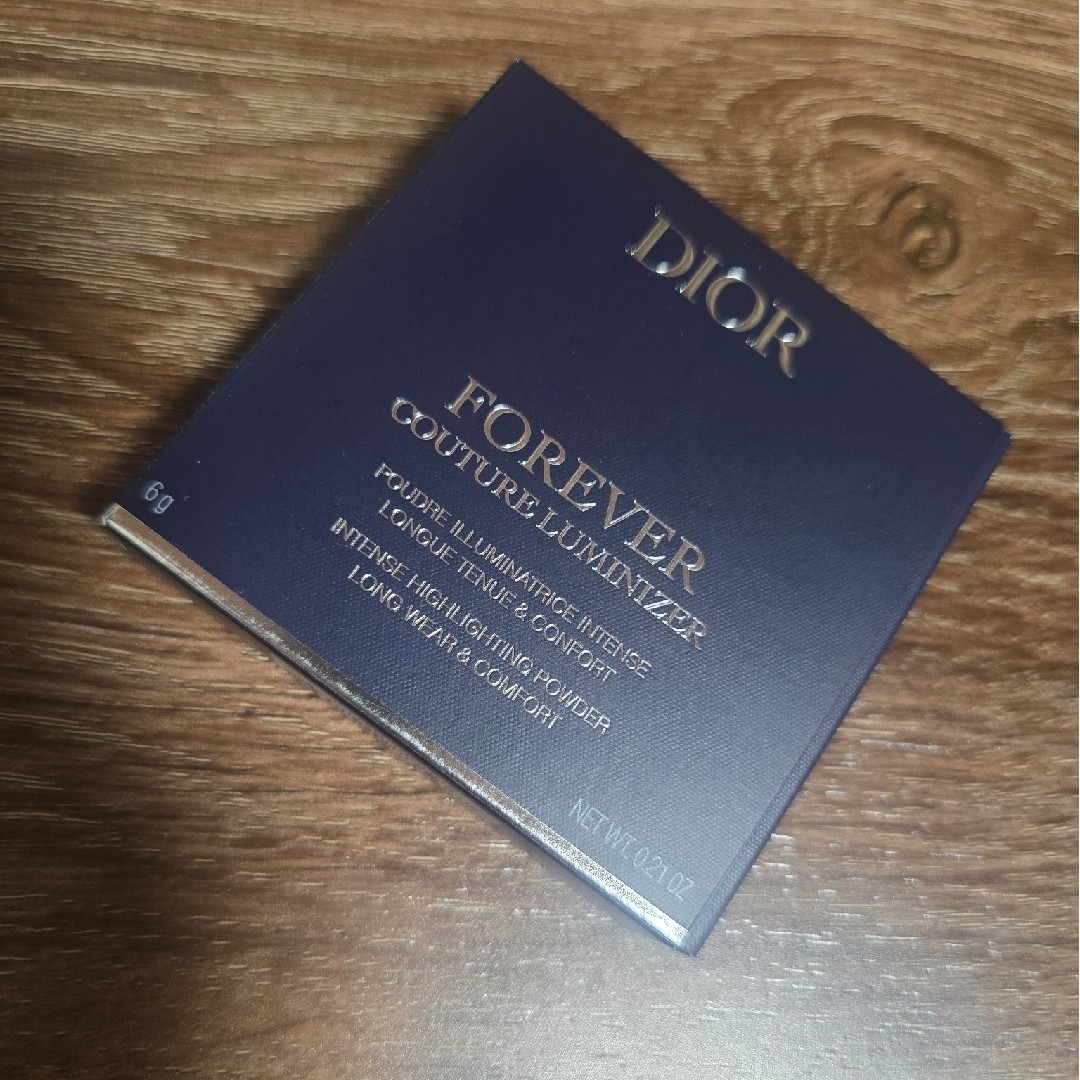 DIOR
FOREVER
COUTURE LUMINIZER
POUDRE ILLUMINATRICE INTENSE
LONGUE TENUE & CONFORT
INTENSE HIGHLIGHTING POWDER
LONG WEAR & COMFORT
6g
NET WT. 0.21 OZ